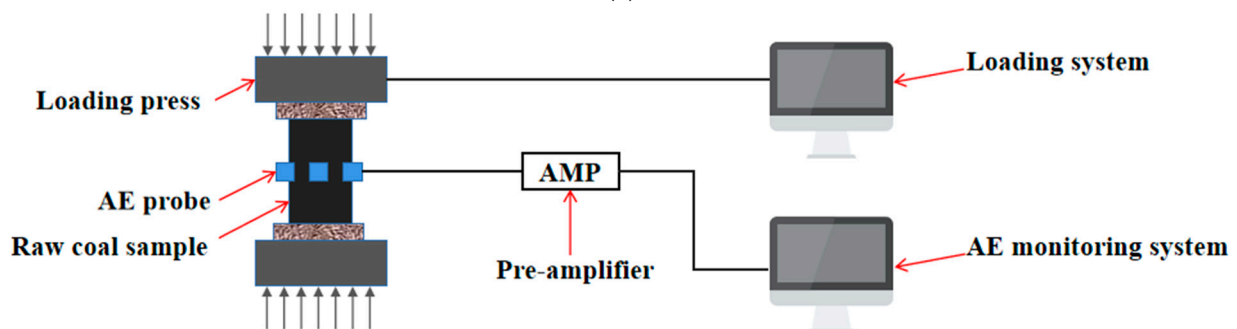 Loading press
Loading system
AMP
AE probe
Raw coal sample
Pre-amplifier
AE monitoring system